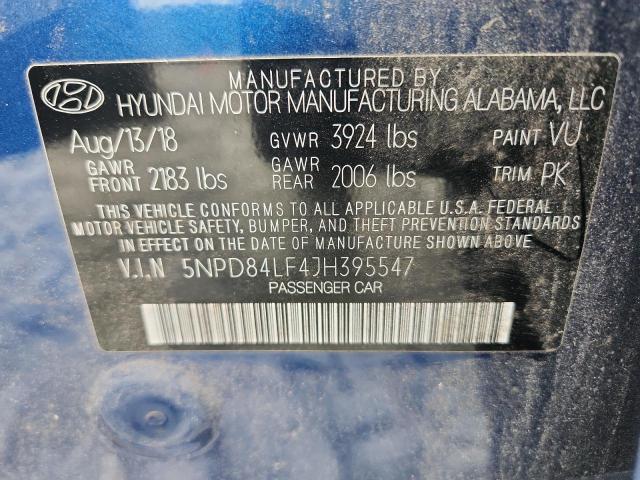 MANUFACTURED BY
HYUNDAI MOTOR MANUFACTURING ALABAMA, LLC
Aug/13/18 GVWR 3924 lbs PAINT VU
GAWR FRONT 2183 lbs GAWR REAR 2006 lbs TRIM PK
THIS VEHICLE CONFORMS TO ALL APPLICABLE U.S.A. FEDERAL
MOTOR VEHICLE SAFETY, BUMPER, AND THEFT PREVENTION STANDARDS
IN EFFECT ON THE DATE OF MANUFACTURE SHOWN ABOVE.
V.I.N 5NPD84LF4JH395547
PASSENGER CAR